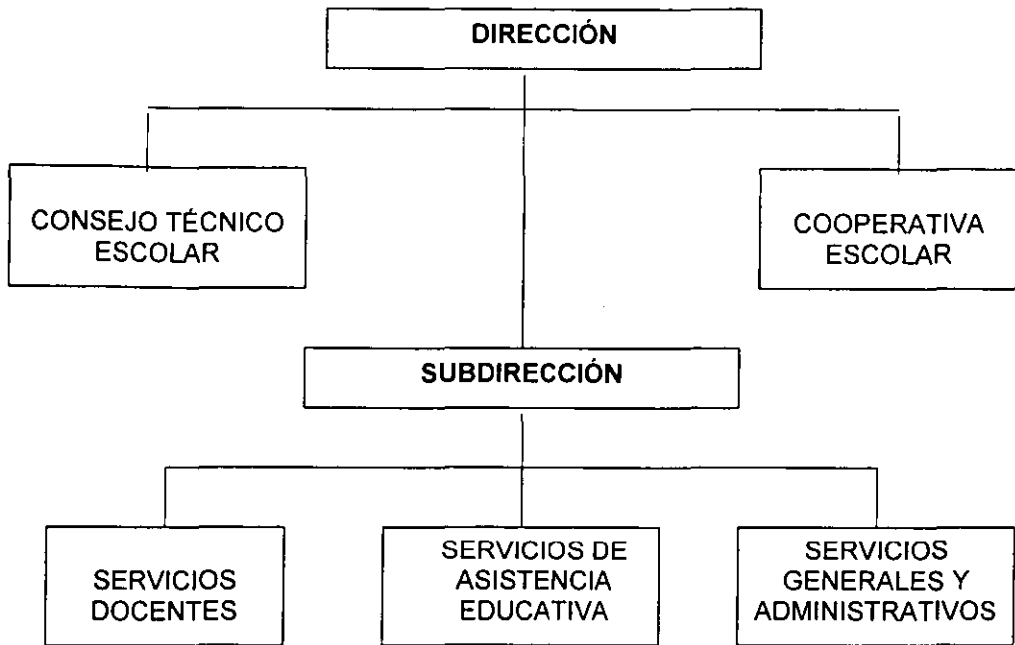 DIRECCIÓN
CONSEJO TÉCNICO
ESCOLAR
COOPERATIVA
ESCOLAR
SUBDIRECCIÓN
SERVICIOS
DOCENTES
SERVICIOS DE
ASISTENCIA
EDUCATIVA
SERVICIOS
GENERALES Y
ADMINISTRATIVOS